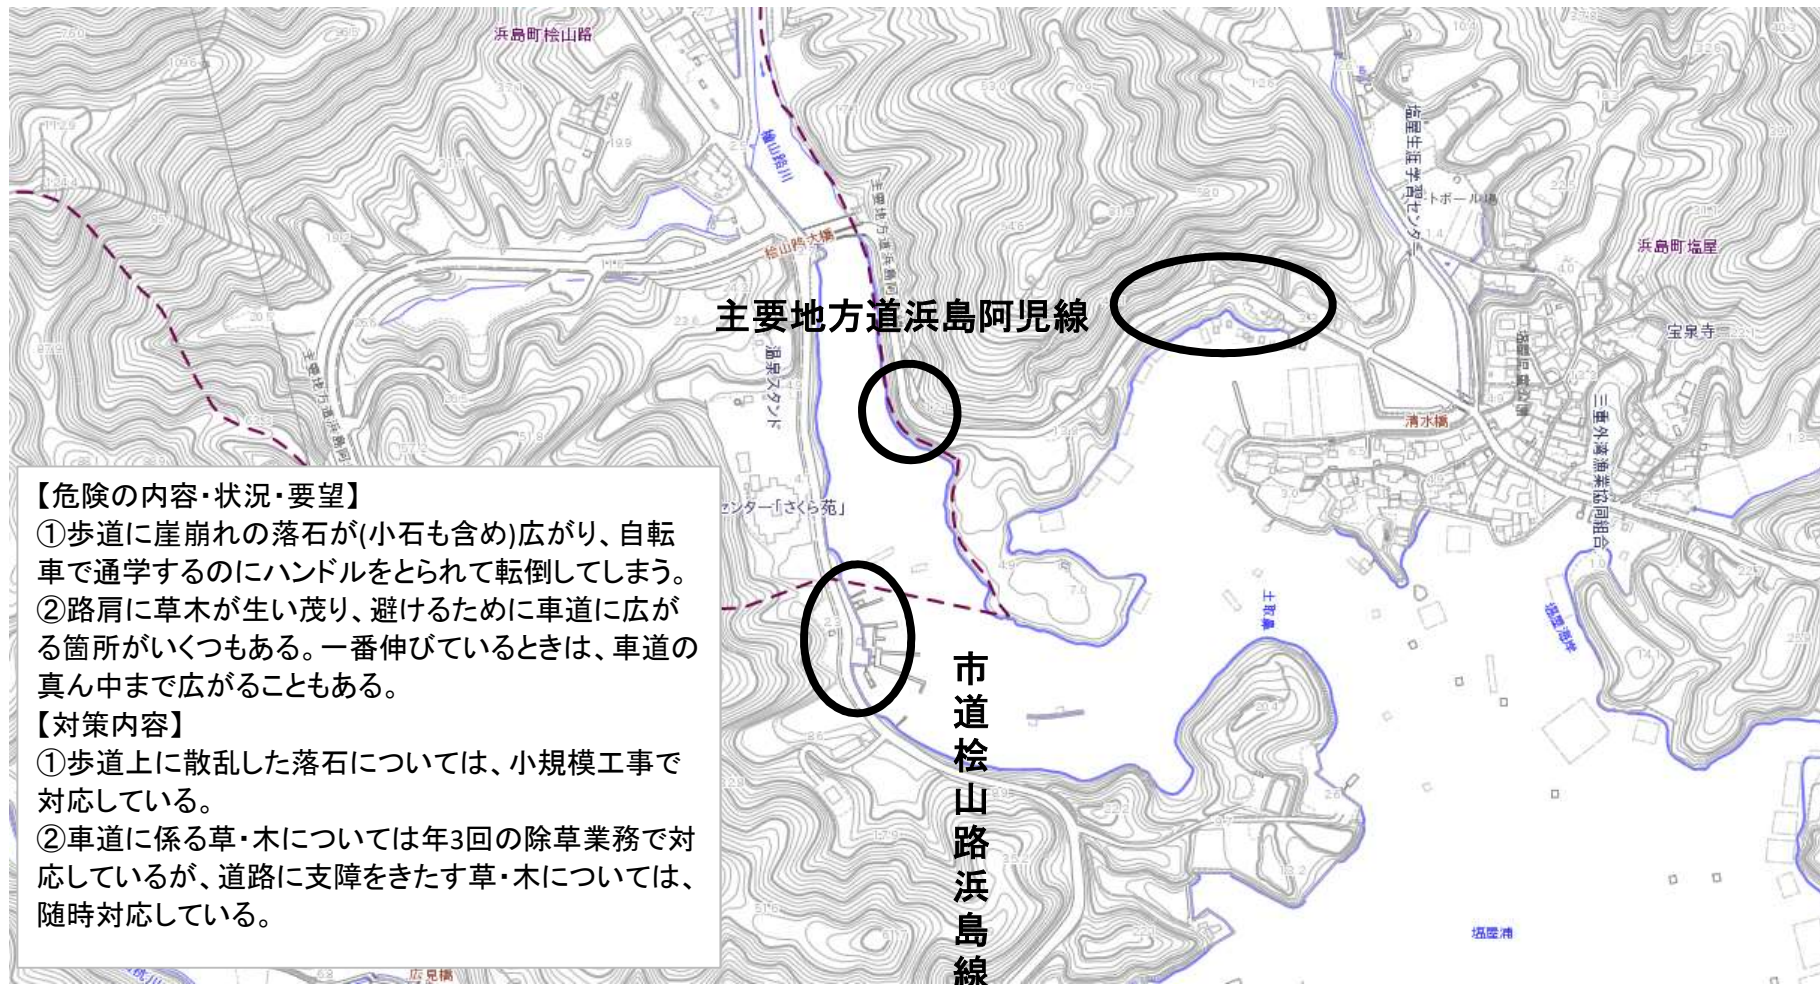 浜島町桧山路
檜山路川
主要地方道浜島阿
桧山路大橋
塩屋生涯学習センター
トボール場
浜島町塩屋
主要地方道浜島阿児線
宝泉寺
温泉スタンド
主要地方道浜島阿
清水橋
三重外湾漁業協同組合
センター「さくら苑」
【危険の内容・状況・要望】
①歩道に崖崩れの落石が(小石も含め)広がり、自転
車で通学するのにハンドルをとられて転倒してしまう。
②路肩に草木が生い茂り、避けるために車道に広が
る箇所がいくつもある。一番伸びているときは、車道の
真ん中まで広がることもある。
【対策内容】
①歩道上に散乱した落石については、小規模工事で
対応している。
②車道に係る草・木については年3回の除草業務で対
応しているが、道路に支障をきたす草・木については、
随時対応している。
土取鼻
塩屋海岸
市道桧山路浜島線
塩屋浦
広見橋